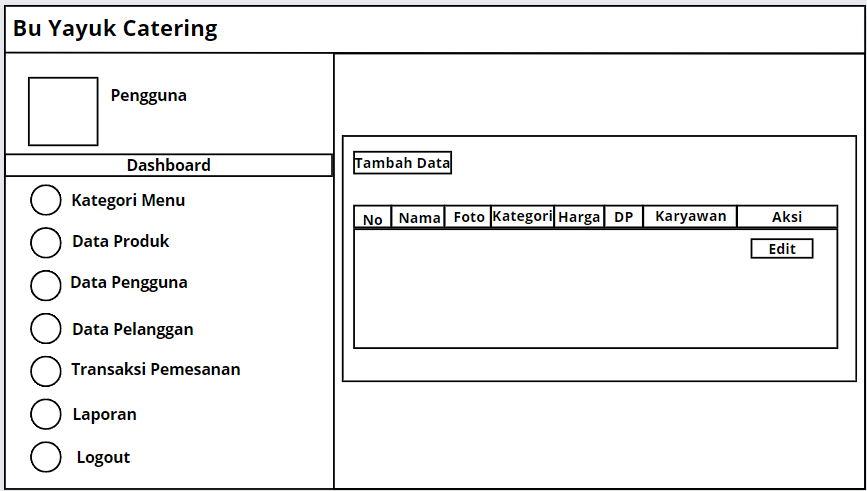 Bu Yayuk Catering
Pengguna
Dashboard
Kategori Menu
Data Produk
Data Pengguna
Data Pelanggan
Transaksi Pemesanan
Laporan
Logout
Tambah Data
No Nama Foto Kategori Harga DP Karyawan Aksi
Edit